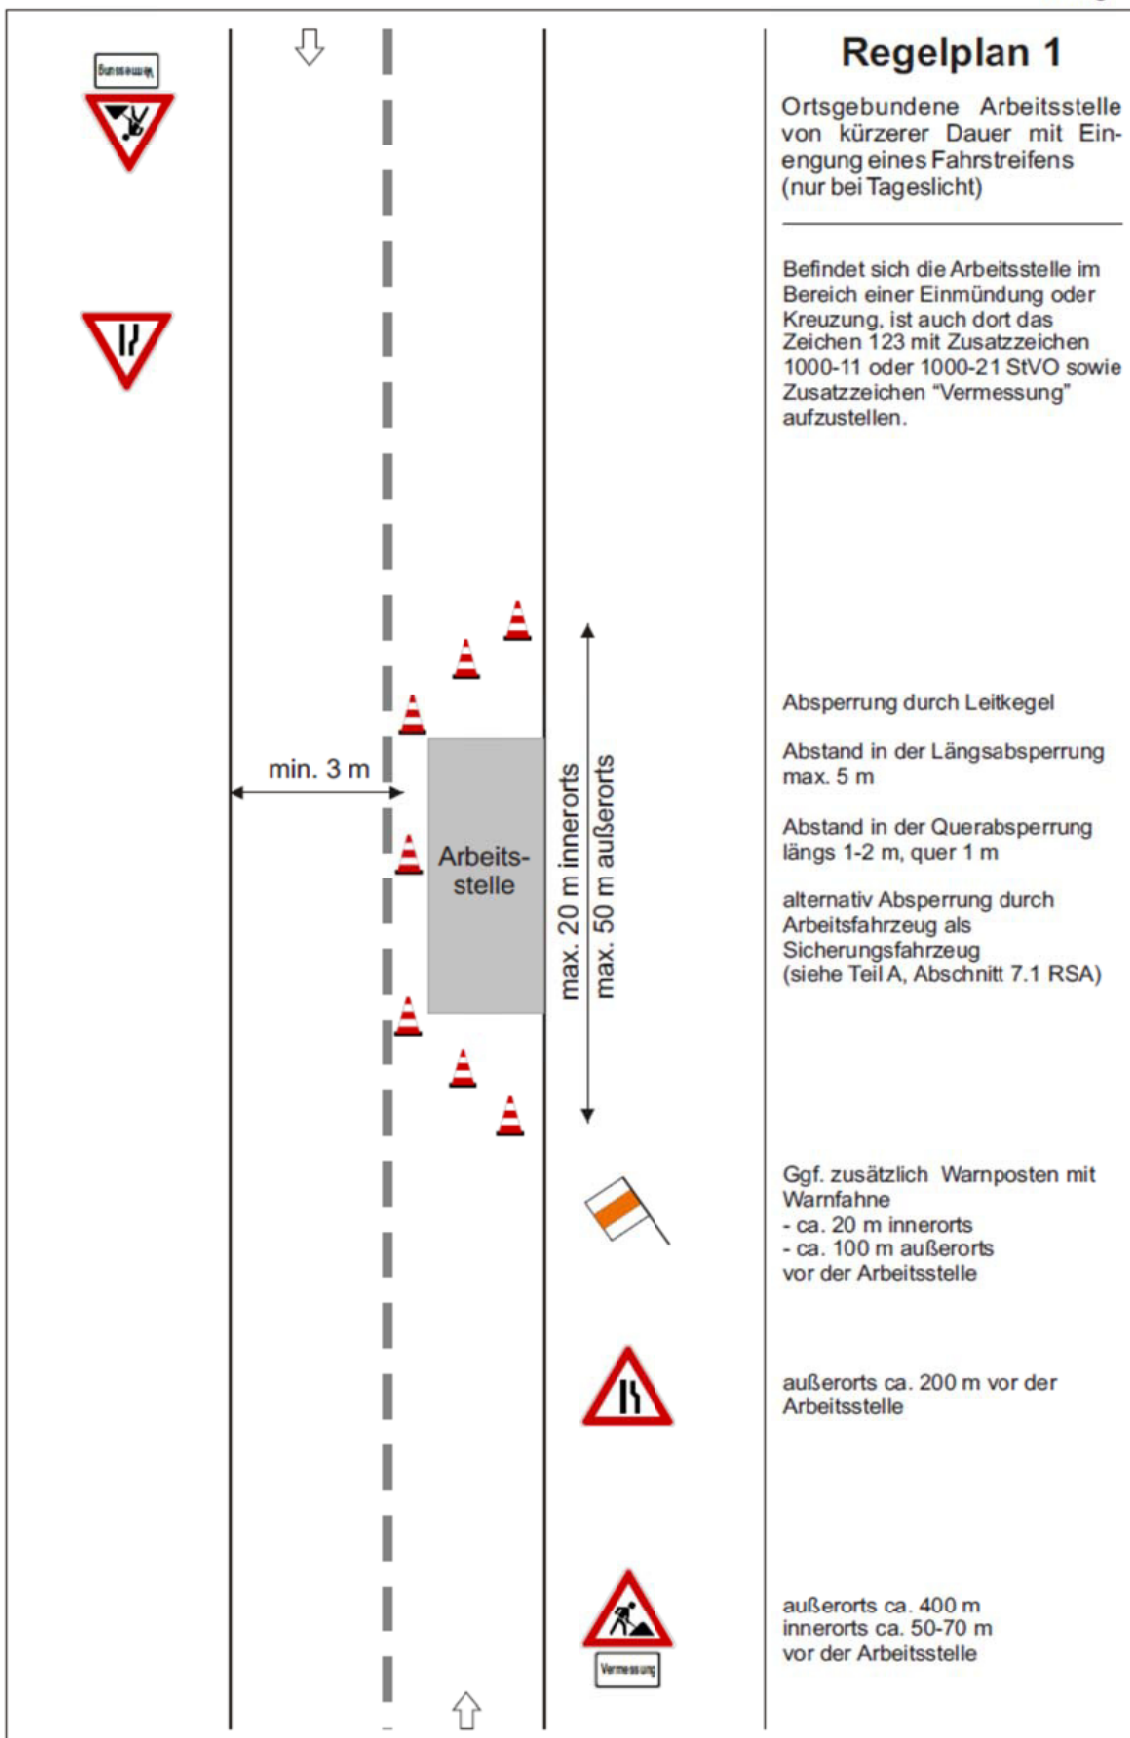 Regelplan 1
Ortsgebundene Arbeitsstelle
von kürzerer Dauer mit Ein-
engung eines Fahrstreifens
(nur bei Tageslicht)
Befindet sich die Arbeitsstelle im
Bereich einer Einmündung oder
Kreuzung, ist auch dort das
Zeichen 123 mit Zusatzzeichen
1000-11 oder 1000-21 StVO sowie
Zusatzzeichen “Vermessung”
aufzustellen.
Vermessung
Absperrung durch Leitkegel
Abstand in der Längsabsperrung
max. 5 m
Abstand in der Querabsperrung
längs 1-2 m, quer 1 m
alternativ Absperrung durch
Arbeitsfahrzeug als
Sicherungsfahrzeug
(siehe Teil A, Abschnitt 7.1 RSA)
min. 3 m
Arbeits-
stelle
max. 20 m innerorts
max. 50 m außerorts
Ggf. zusätzlich Warnposten mit
Warnfahne
- ca. 20 m innerorts
- ca. 100 m außerorts
vor der Arbeitsstelle
außerorts ca. 200 m vor der
Arbeitsstelle
außerorts ca. 400 m
innerorts ca. 50-70 m
vor der Arbeitsstelle
Vermessung